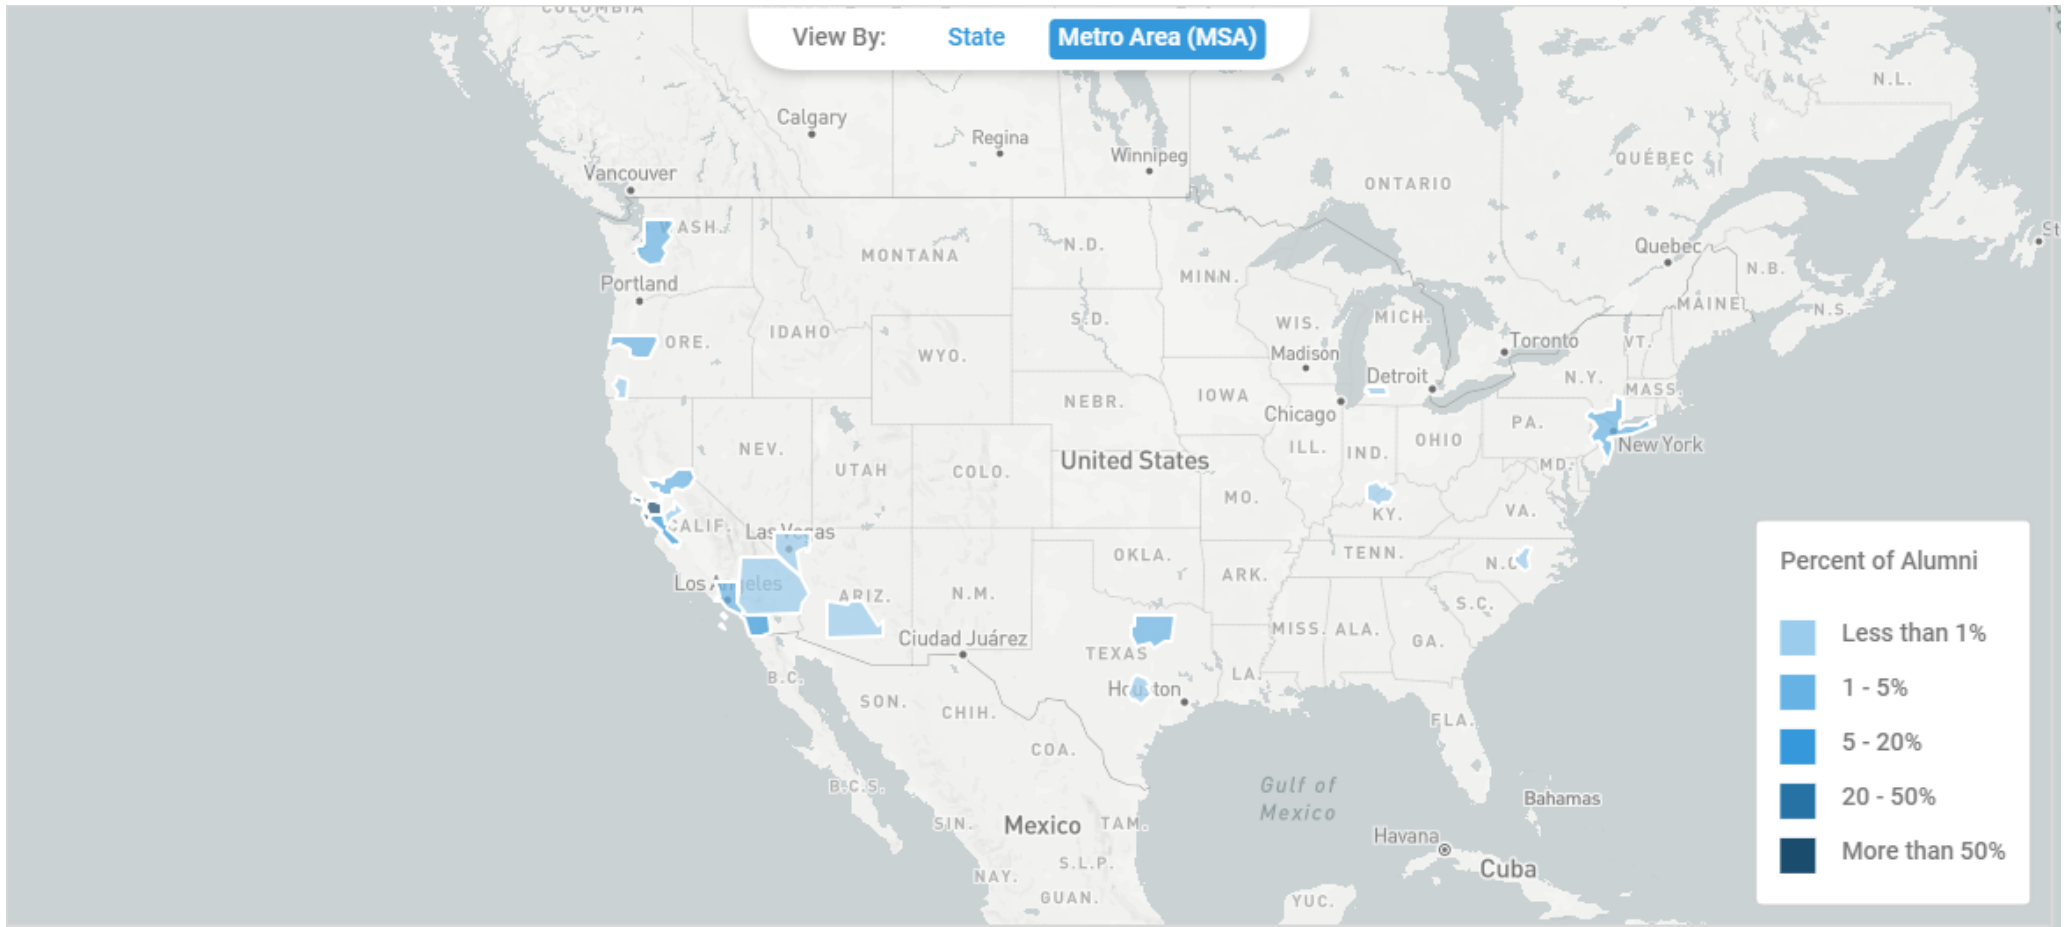 COLUMBIA
View By: State Metro Area (MSA)
N.L.
Calgary
Regina
Winnipeg
QUÉBEC
Vancouver
ONTARIO
WASH.
St
Quebec
MONTANA
N.D.
N.B.
MINN.
Portland
MAINE
N.S.
S.D.
WIS.
MICH.
IDAHO
ORE.
Toronto
VT.
WYO.
Madison
Detroit
N.Y.
MASS.
NEBR.
IOWA
Chicago
PA.
OHIO
New York
NEV.
ILL.
IND.
United States
UTAH
COLO.
MD.
MO.
KY.
VA.
CALIF.
Las Vegas
OKLA.
TENN.
N.C.
ARK.
Los Angeles
ARIZ.
N.M.
S.C.
MISS.
ALA.
GA.
Ciudad Juárez
TEXAS
LA.
B.C.
Houston
SON.
CHIH.
FLA.
COA.
Gulf of
Mexico
B.C.S.
Bahamas
SIN.
Mexico
TAM.
Havana
S.L.P.
Cuba
NAY.
GUAN.
YUC.
Percent of Alumni
Less than 1%
1 - 5%
5 - 20%
20 - 50%
More than 50%